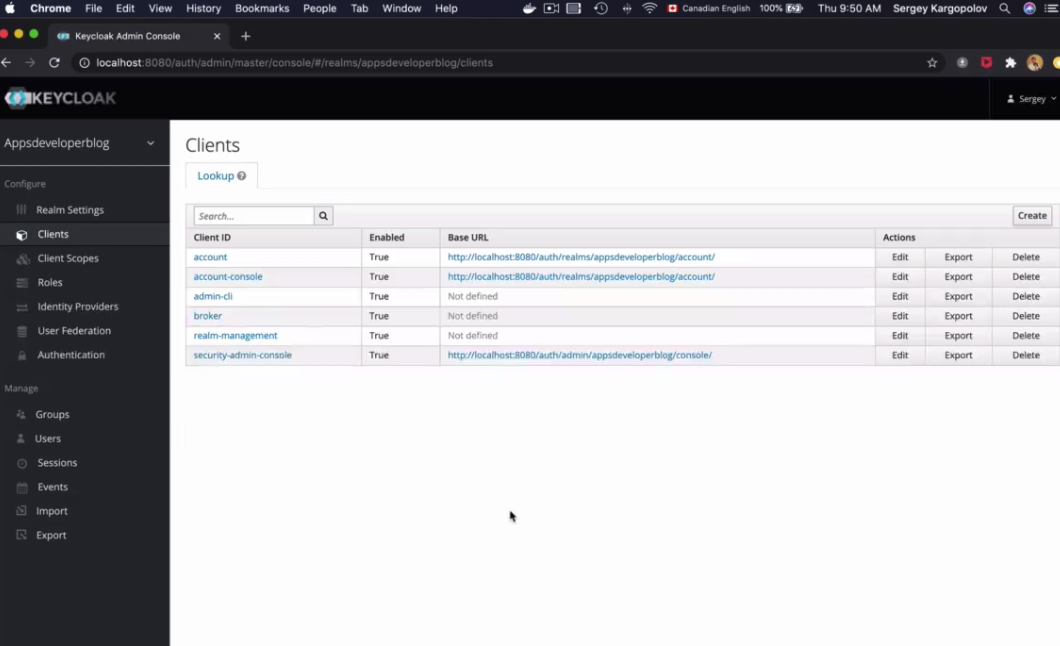 Chrome File Edit View History Bookmarks People Tab Window Help Canadian English 100% Thu 9:50 AM Sergey Kargopolov
Keycloak Admin Console
localhost:8080/auth/admin/master/console/#/realms/appsdeveloperblog/clients
KEYCLOAK
Sergey
Appsdeveloperblog
Configure
Realm Settings
Clients
Client Scopes
Roles
Identity Providers
User Federation
Authentication
Manage
Groups
Users
Sessions
Events
Import
Export
Clients
Lookup
Search...
Create
Client ID Enabled Base URL Actions
account True http://localhost:8080/auth/realms/appsdeveloperblog/account/ Edit Export Delete
account-console True http://localhost:8080/auth/realms/appsdeveloperblog/account/ Edit Export Delete
admin-cli True Not defined Edit Export Delete
broker True Not defined Edit Export Delete
realm-management True Not defined Edit Export Delete
security-admin-console True http://localhost:8080/auth/admin/appsdeveloperblog/console/ Edit Export Delete